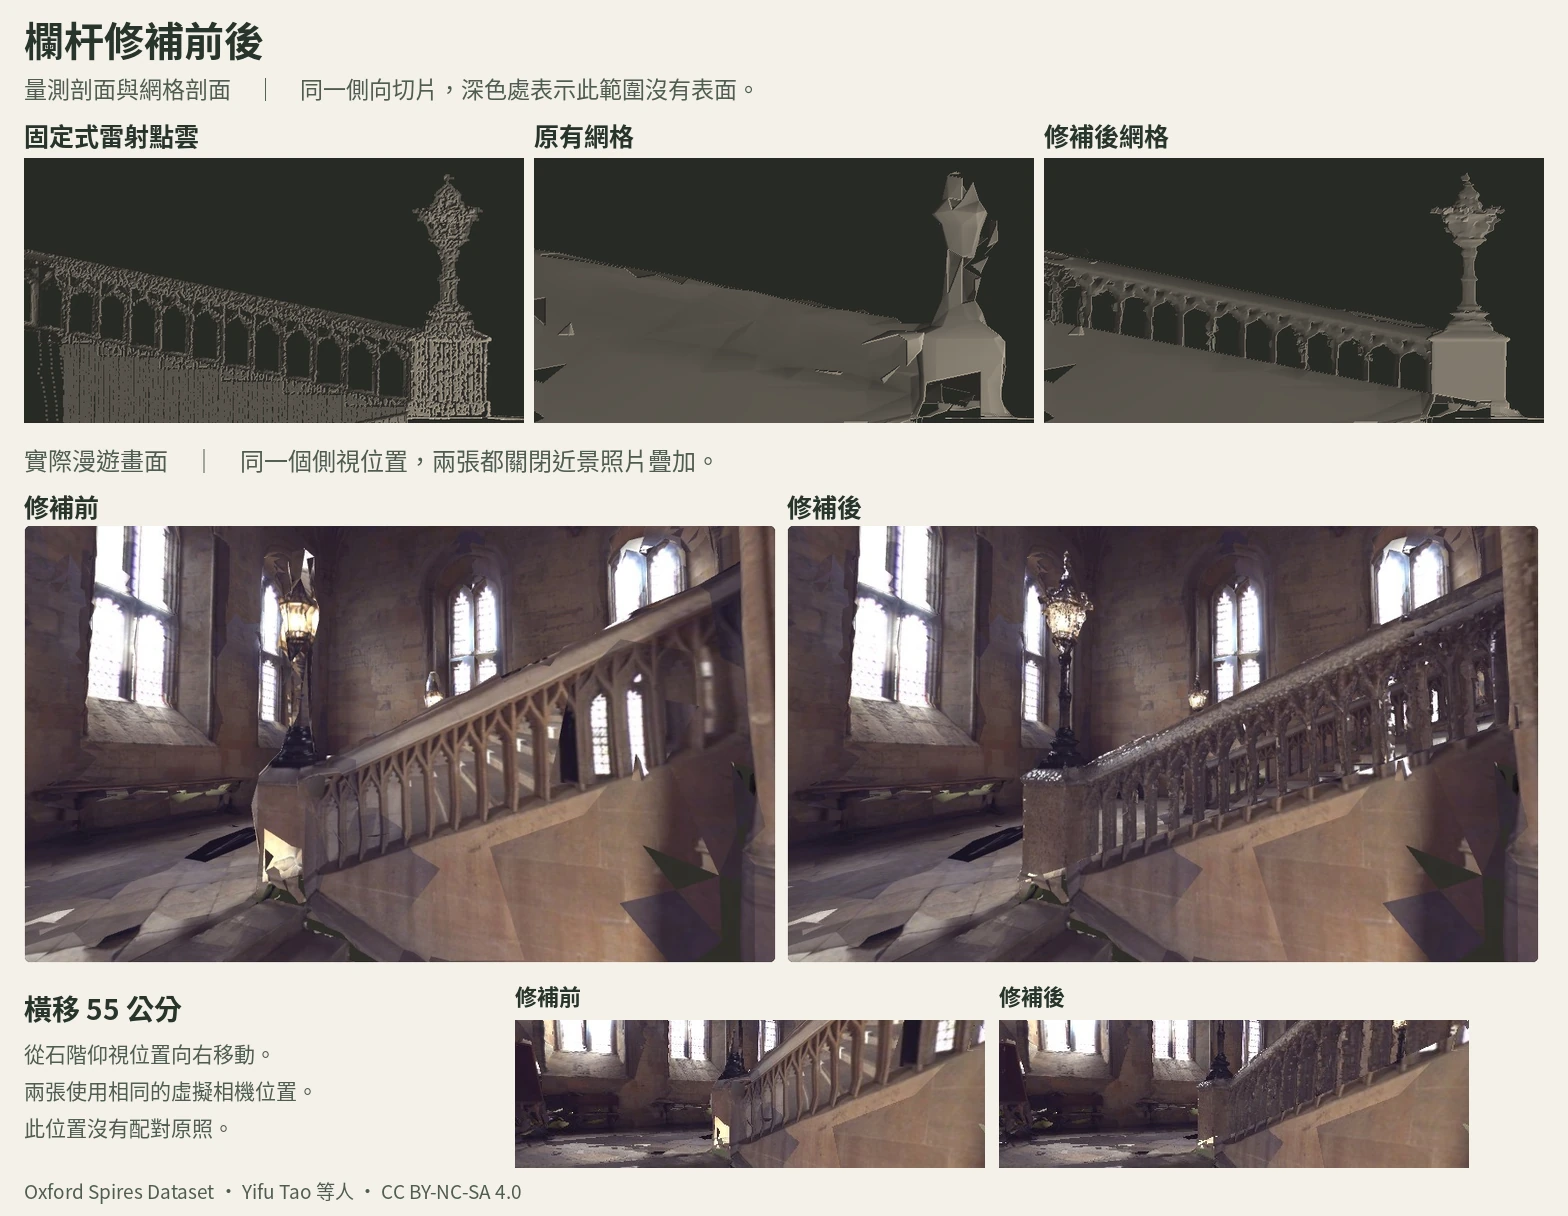 欄杆修補前後
量測剖面與網格剖面 ｜ 同一側向切片，深色處表示此範圍沒有表面。
固定式雷射點雲
原有網格
修補後網格
實際漫遊畫面 ｜ 同一個側視位置，兩張都關閉近景照片疊加。
修補前
修補後
橫移 55 公分
從石階仰視位置向右移動。
兩張使用相同的虛擬相機位置。
此位置沒有配對原照。
修補前
修補後
Oxford Spires Dataset ・ Yifu Tao 等人 ・ CC BY-NC-SA 4.0